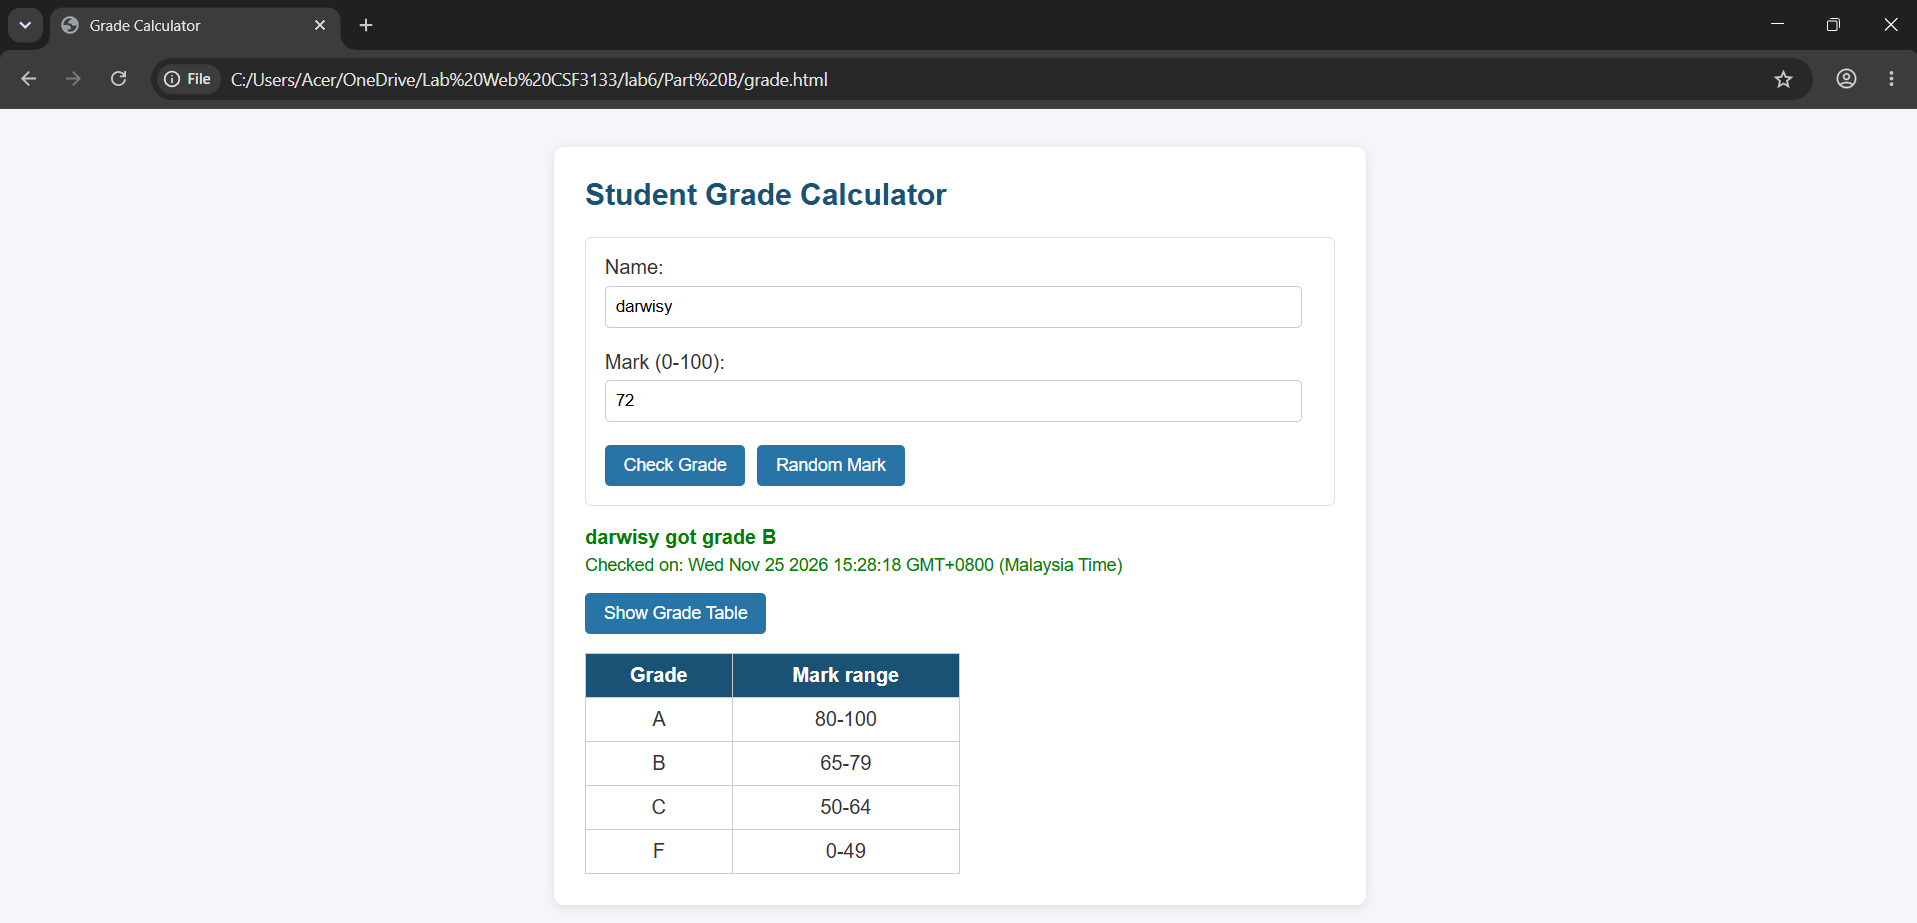 Grade Calculator
File C:/Users/Acer/OneDrive/Lab%20Web%20CSF3133/lab6/Part%20B/grade.html
Student Grade Calculator
Name:
darwisy
Mark (0-100):
72
Check Grade Random Mark
darwisy got grade B
Checked on: Wed Nov 25 2026 15:28:18 GMT+0800 (Malaysia Time)
Show Grade Table
Grade Mark range
A 80-100
B 65-79
C 50-64
F 0-49